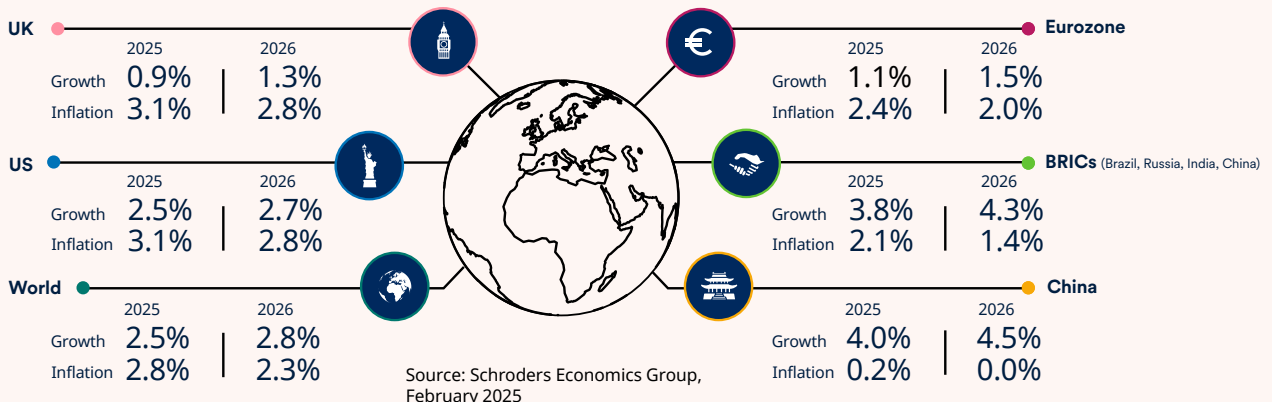 UK
2025 2026
Growth 0.9% 1.3%
Inflation 3.1% 2.8%
US
2025 2026
Growth 2.5% 2.7%
Inflation 3.1% 2.8%
World
2025 2026
Growth 2.5% 2.8%
Inflation 2.8% 2.3%
Eurozone
2025 2026
Growth 1.1% 1.5%
Inflation 2.4% 2.0%
BRICs (Brazil, Russia, India, China)
2025 2026
Growth 3.8% 4.3%
Inflation 2.1% 1.4%
China
2025 2026
Growth 4.0% 4.5%
Inflation 0.2% 0.0%
Source: Schroders Economics Group,
February 2025